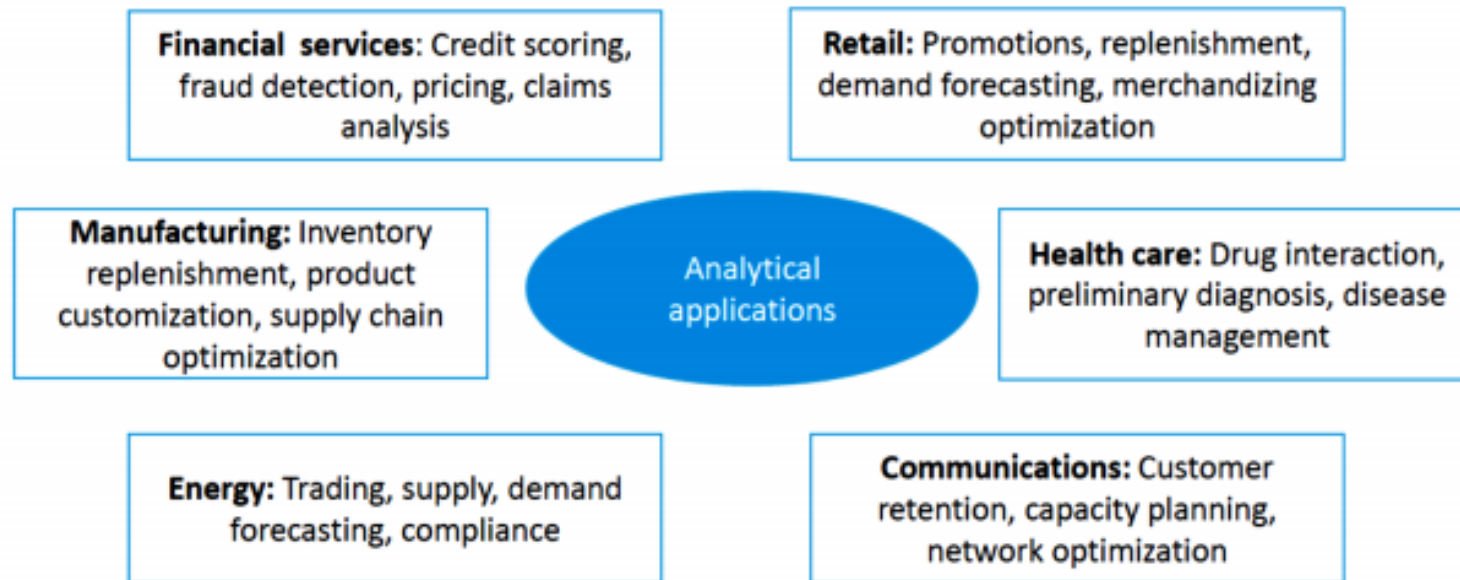 Financial services: Credit scoring,
fraud detection, pricing, claims
analysis
Retail: Promotions, replenishment,
demand forecasting, merchandizing
optimization
Manufacturing: Inventory
replenishment, product
customization, supply chain
optimization
Analytical
applications
Health care: Drug interaction,
preliminary diagnosis, disease
management
Energy: Trading, supply, demand
forecasting, compliance
Communications: Customer
retention, capacity planning,
network optimization